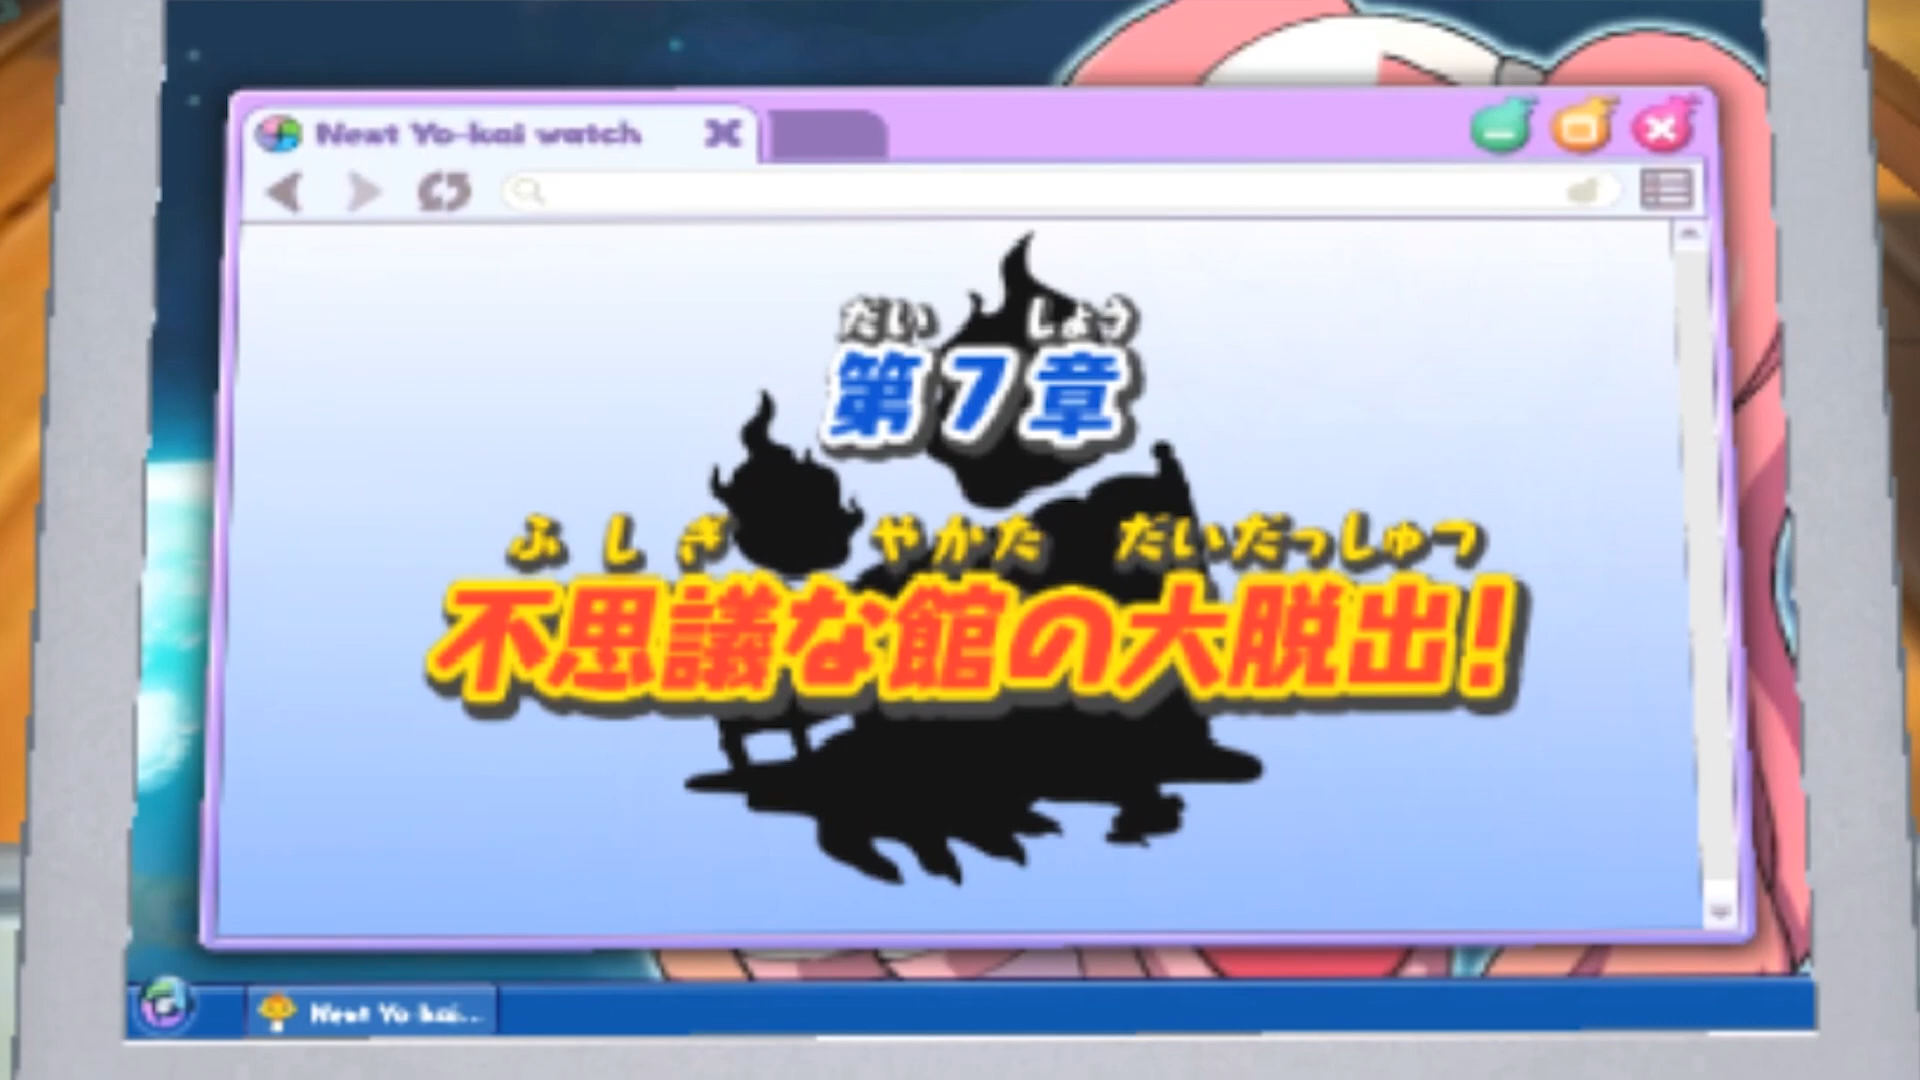 Next Yo-kai watch
だい しょう
第7章
ふしぎ やかた だいだっしゅつ
不思議な館の大脱出!
Next Yo-kai...